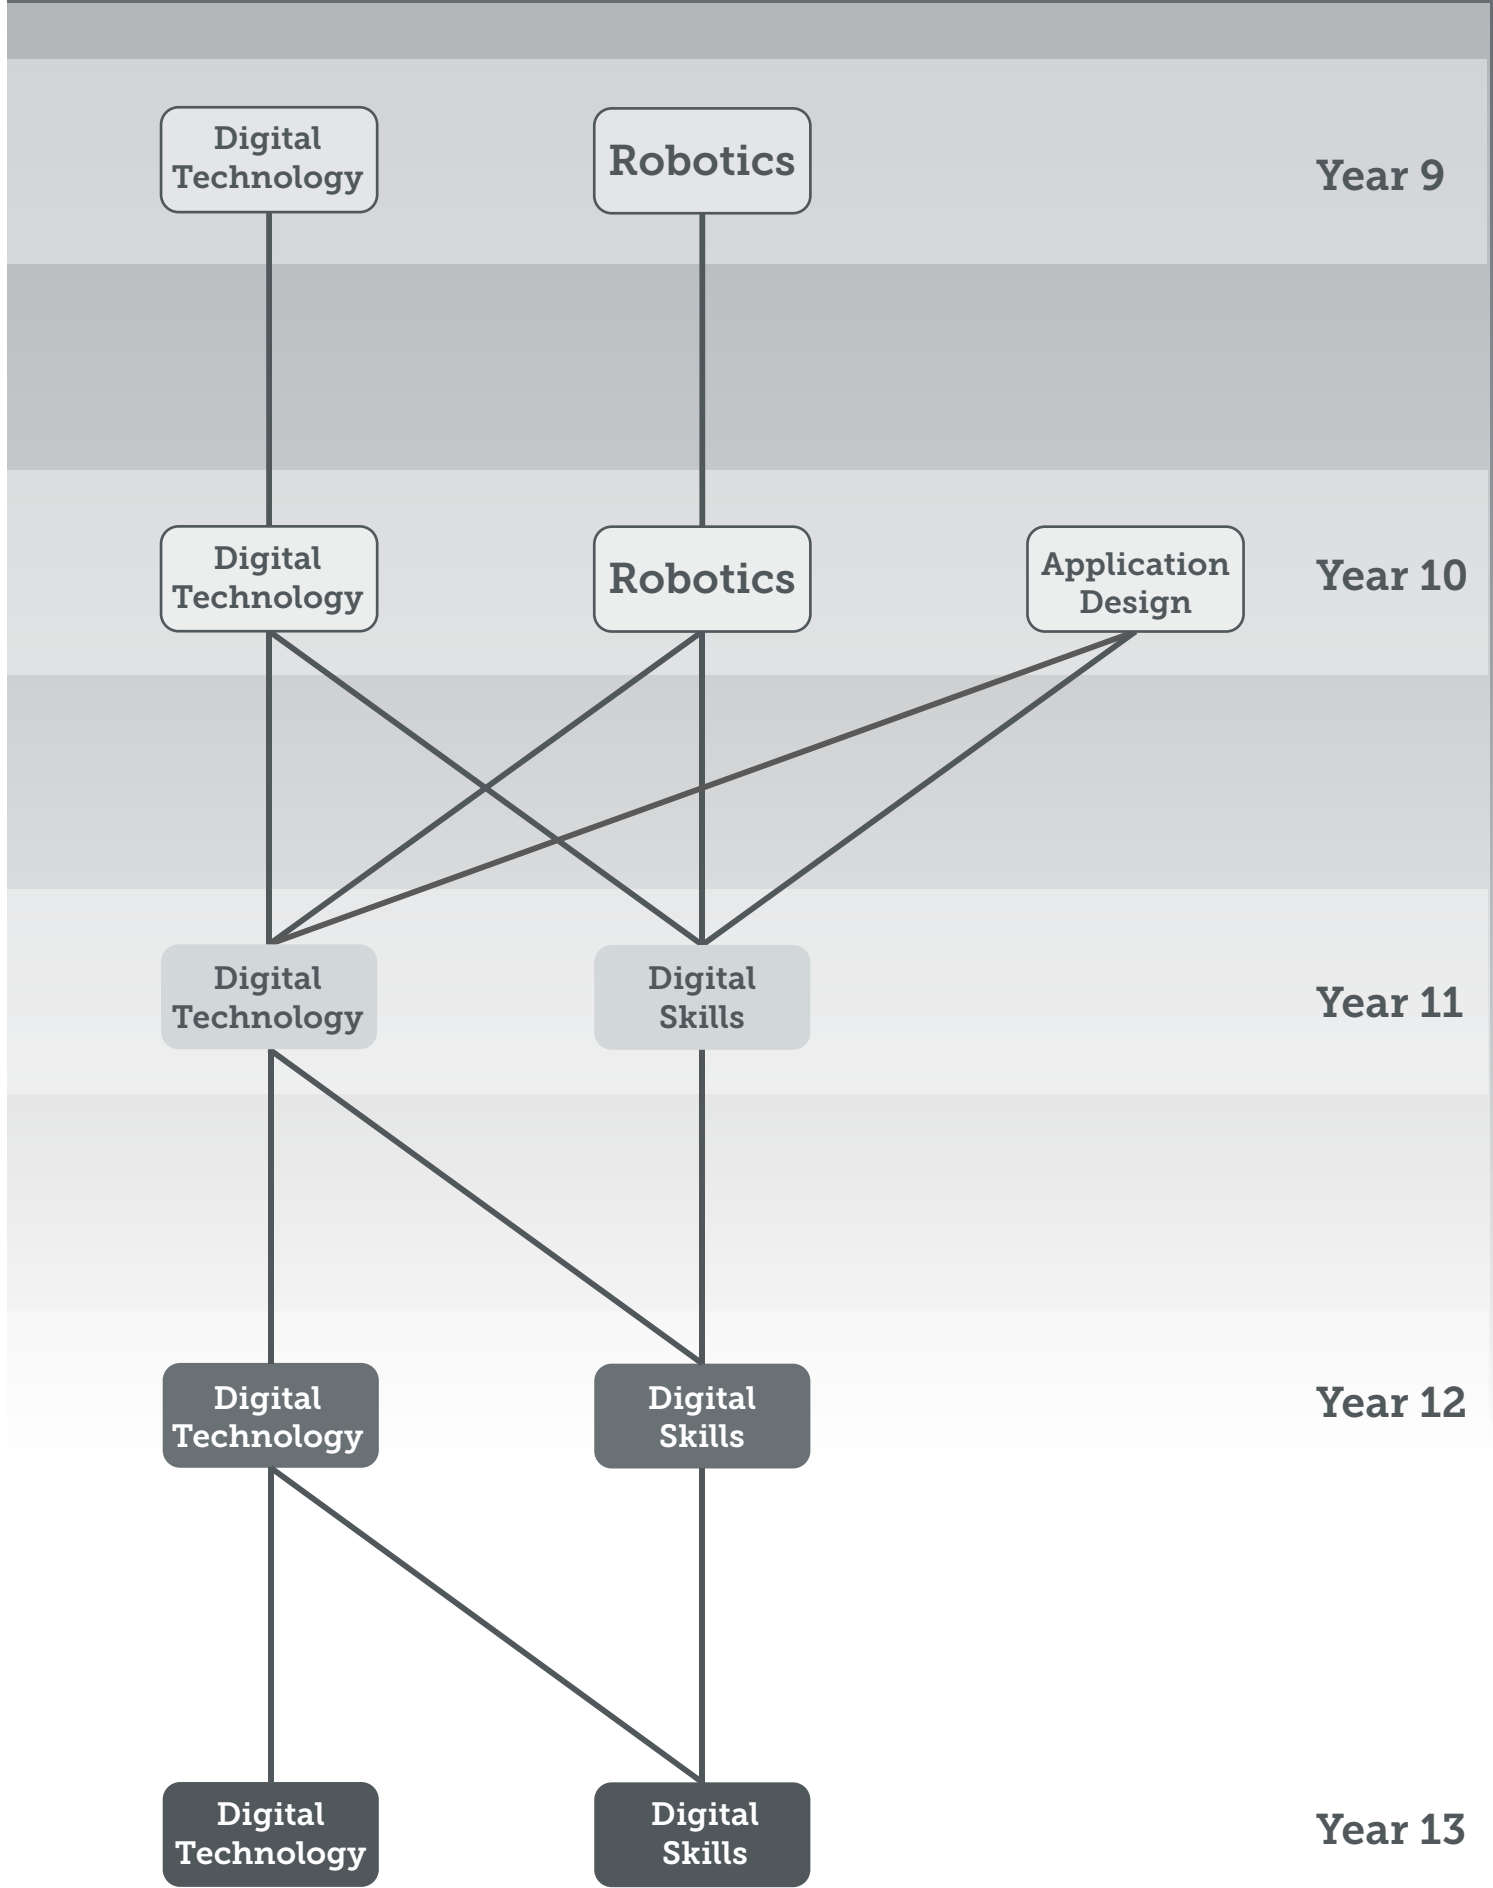 Digital
Technology
Robotics
Year 9
Digital
Technology
Robotics
Application
Design
Year 10
Digital
Technology
Digital
Skills
Year 11
Digital
Technology
Digital
Skills
Year 12
Digital
Technology
Digital
Skills
Year 13